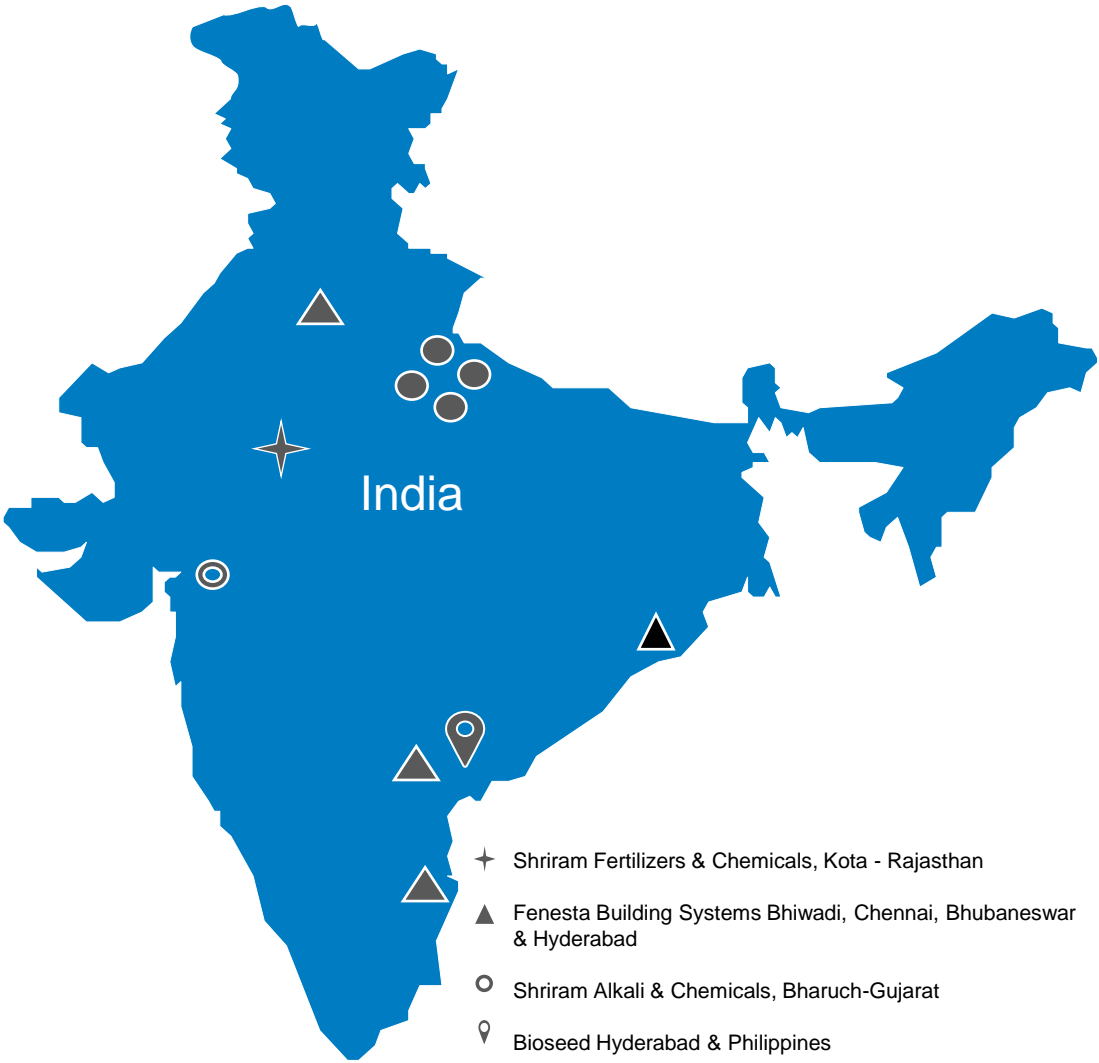 India
Shriram Fertilizers & Chemicals, Kota - Rajasthan
Fenesta Building Systems Bhiwadi, Chennai, Bhubaneswar
& Hyderabad
Shriram Alkali & Chemicals, Bharuch-Gujarat
Bioseed Hyderabad & Philippines